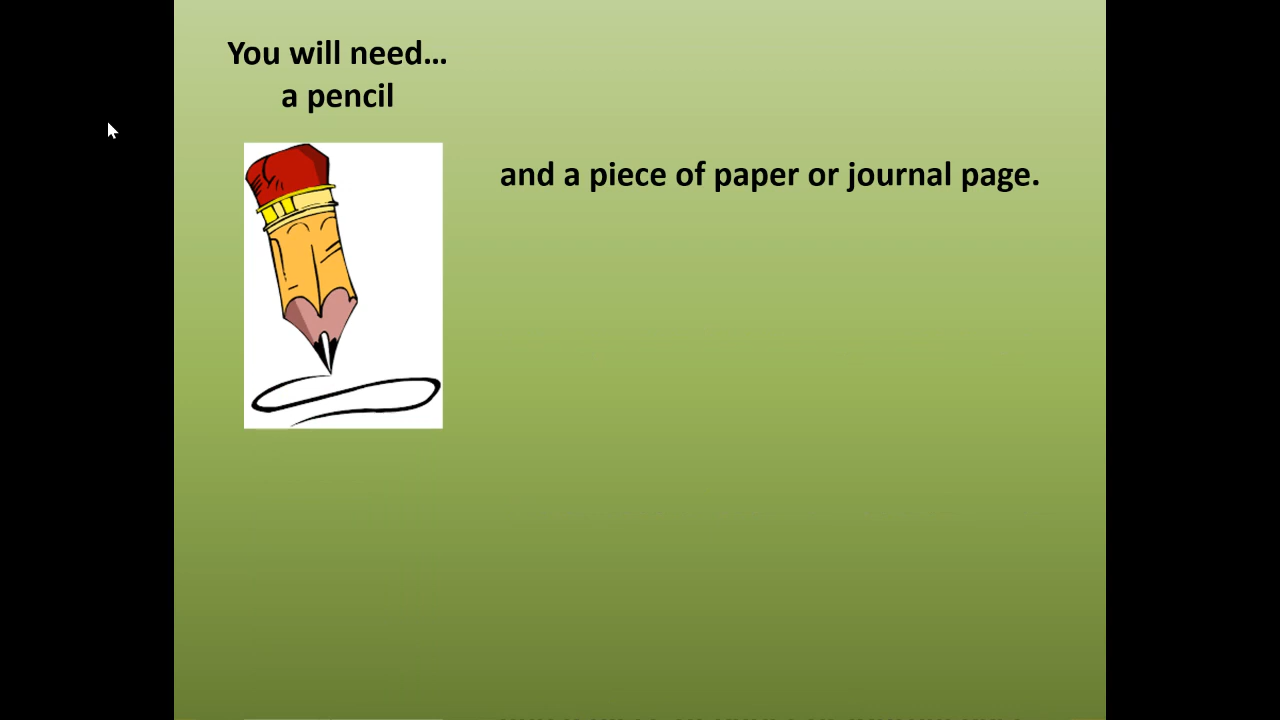 You will need…
a pencil
and a piece of paper or journal page.